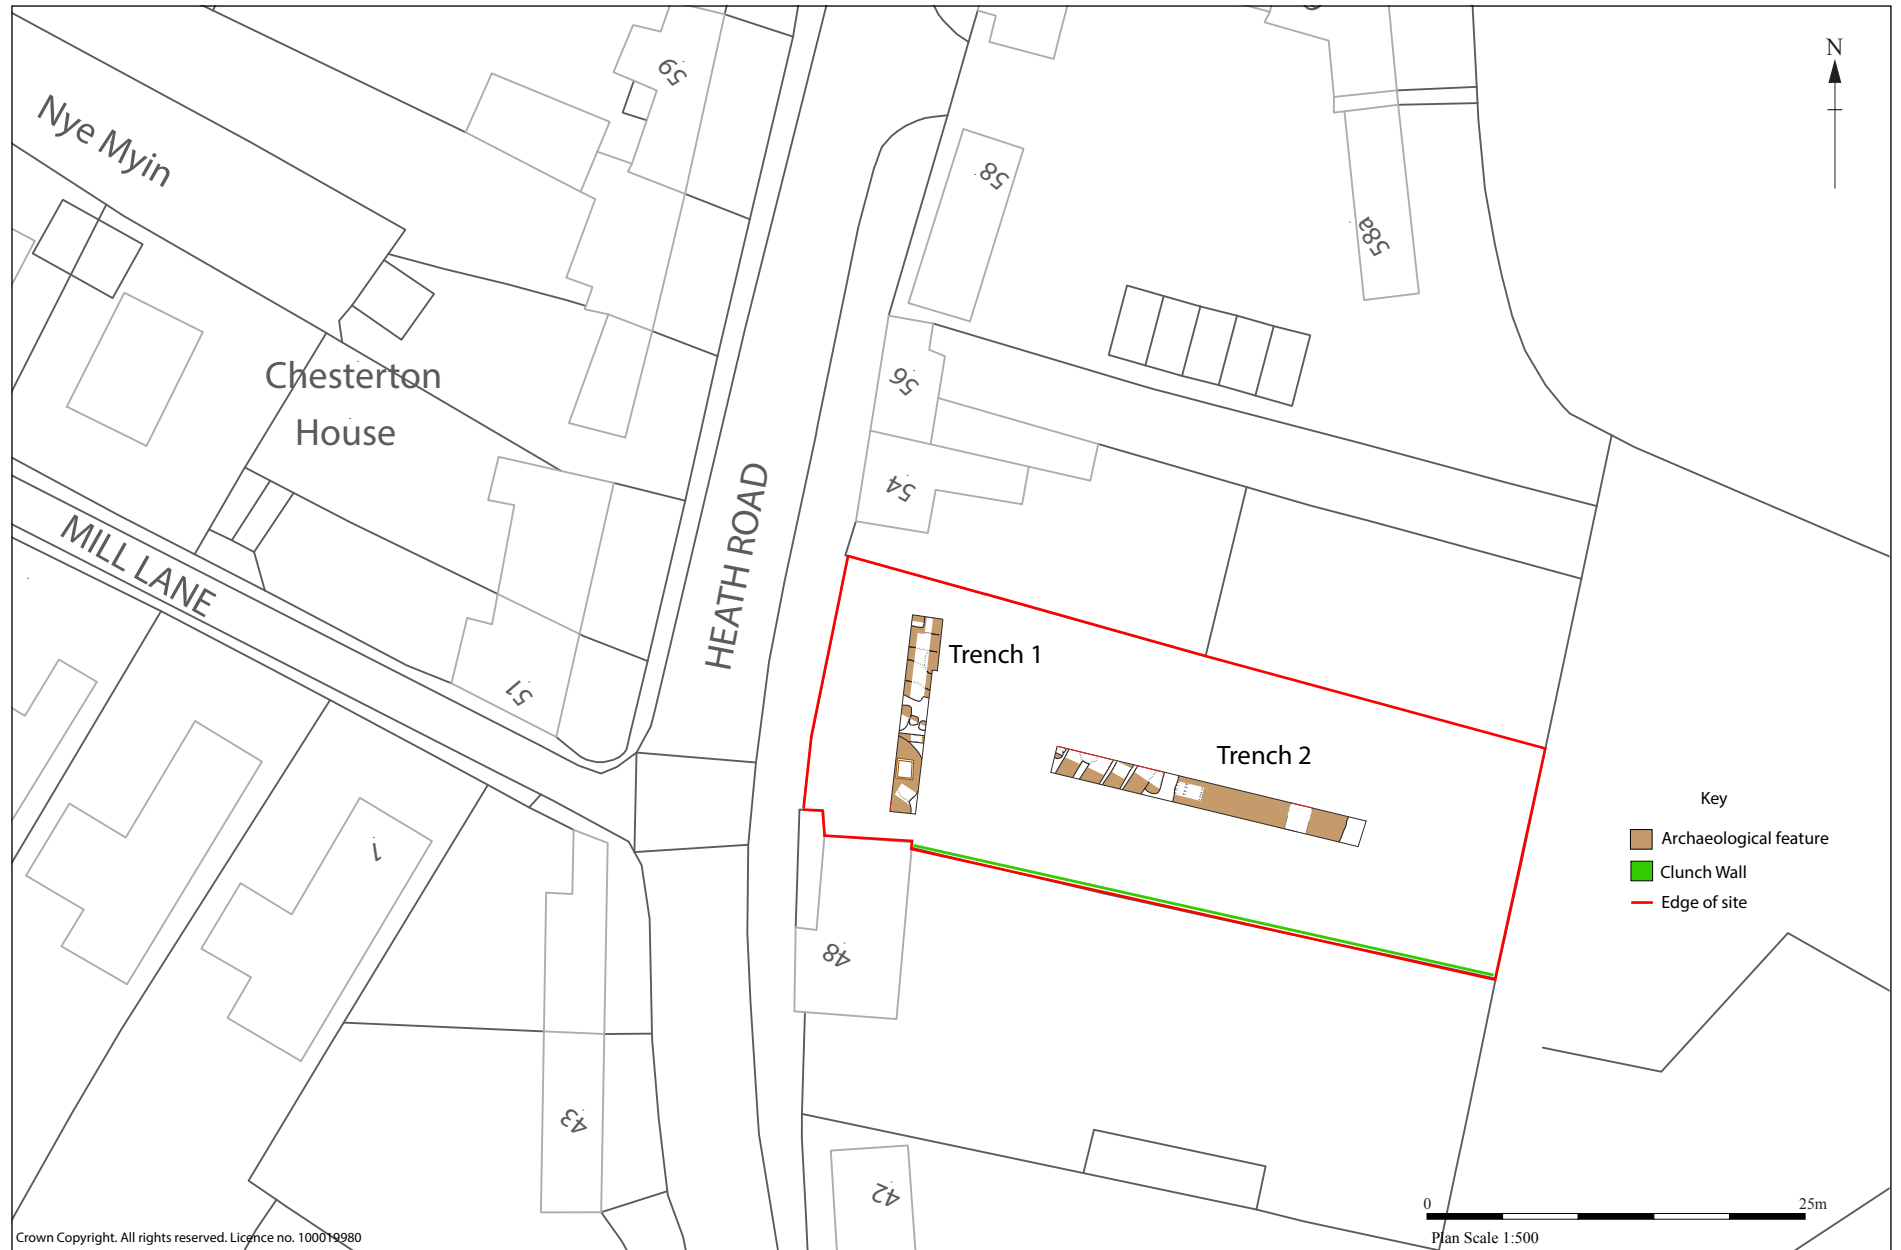 59
N
Nye Myin
58
58a
Chesterton
House
56
54
HEATH ROAD
MILL LANE
Trench 1
51
Trench 2
Key
Archaeological feature
Clunch Wall
Edge of site
1
48
43
42
0 25m
Plan Scale 1:500
Crown Copyright. All rights reserved. Licence no. 100019980